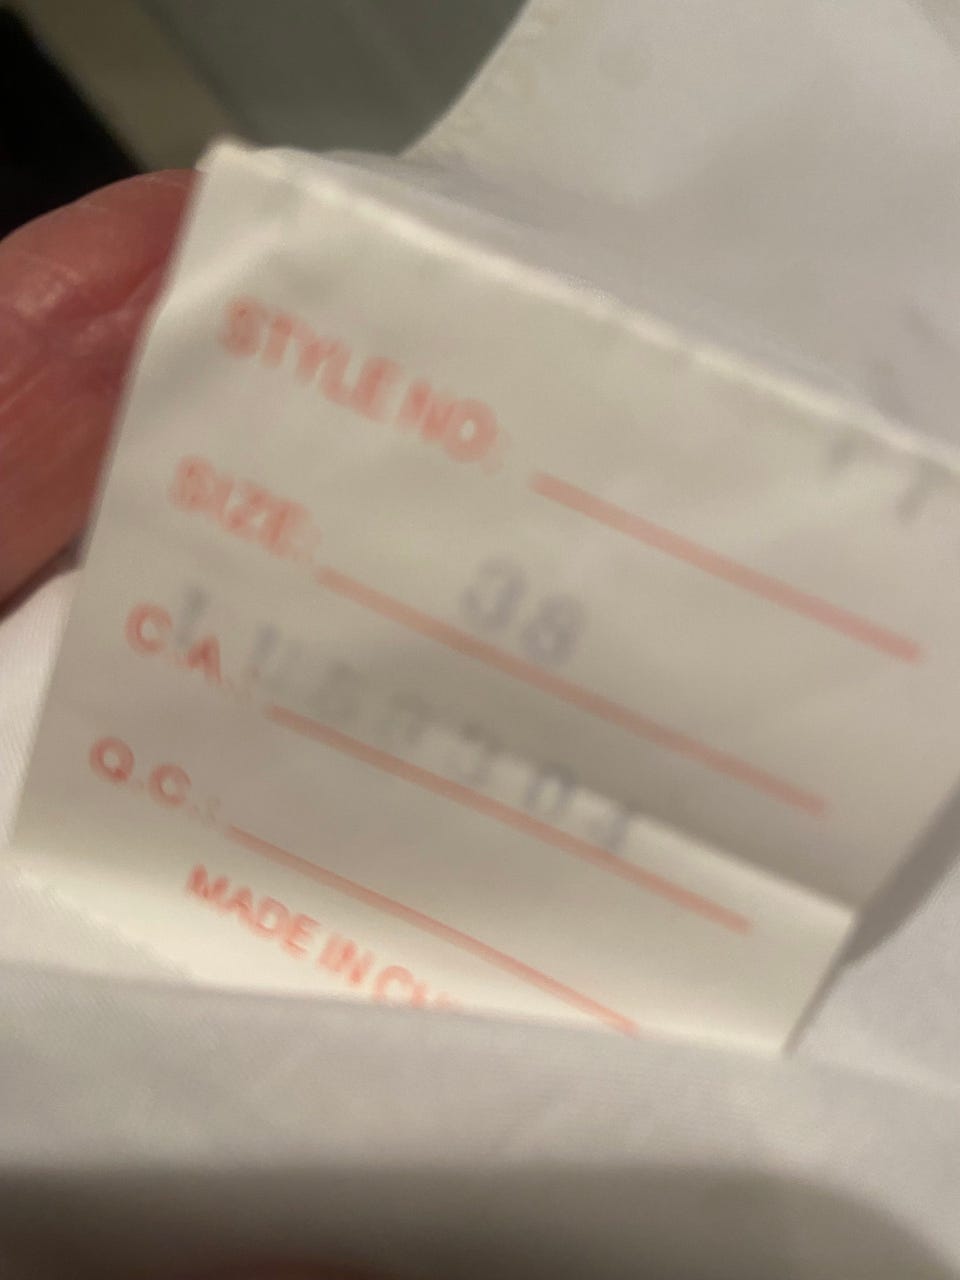 STYLE NO:
SIZE: 38
C.A.:
Q.C.:
MADE IN